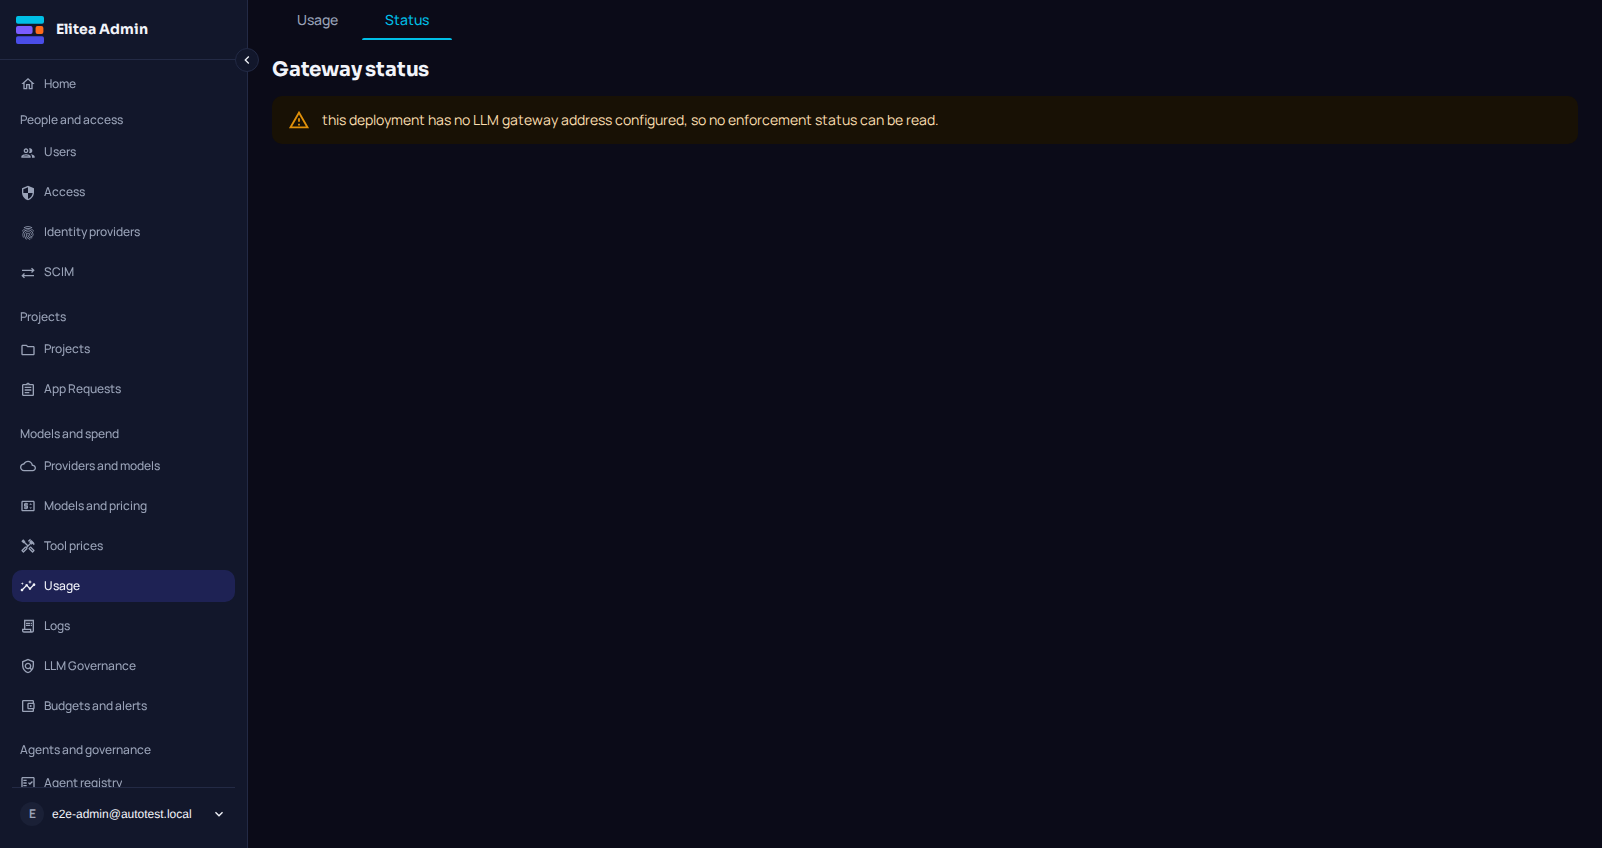 Elitea Admin
Home
People and access
Users
Access
Identity providers
SCIM
Projects
Projects
App Requests
Models and spend
Providers and models
Models and pricing
Tool prices
Usage
Logs
LLM Governance
Budgets and alerts
Agents and governance
Agent registry
E e2e-admin@autotest.local
Usage Status
Gateway status
this deployment has no LLM gateway address configured, so no enforcement status can be read.